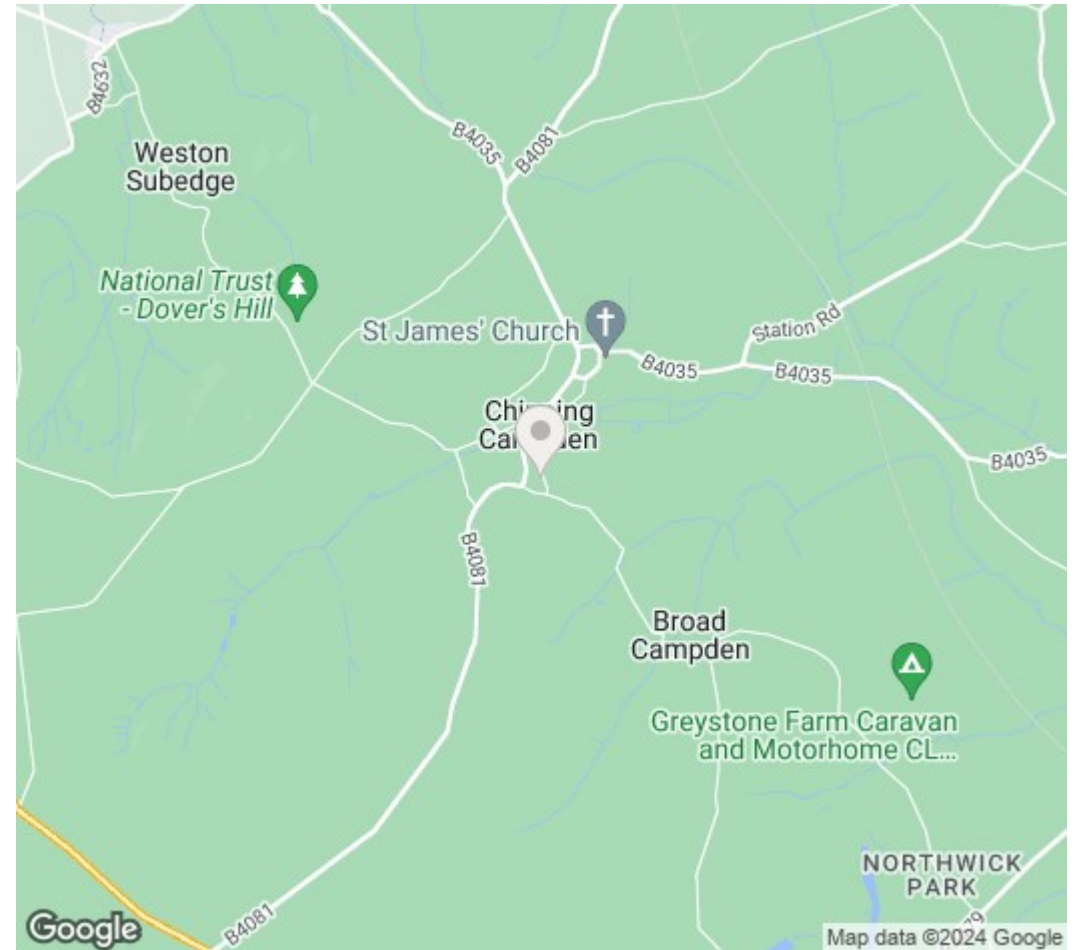 B4632
Weston
Subedge
B4035
B4081
National Trust
- Dover's Hill
St James' Church
Station Rd
B4035
B4035
B4035
B4081
Broad
Campden
Greystone Farm Caravan
and Motorhome CL...
NORTHWICK
PARK
B4081
Google
Map data ©2024 Google